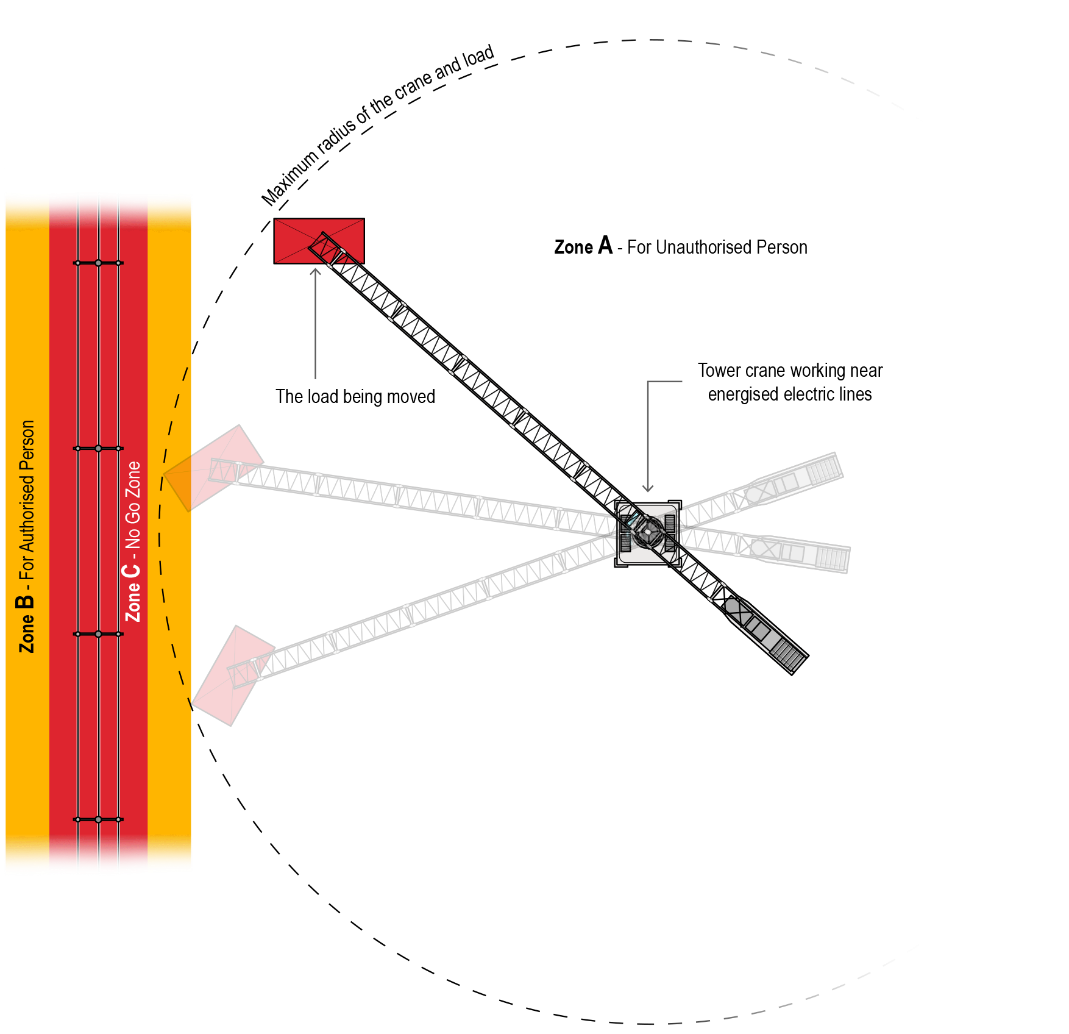 Maximum radius of the crane and load
Zone A - For Unauthorised Person
Tower crane working near
energised electric lines
The load being moved
Zone B - For Authorised Person
Zone C - No Go Zone